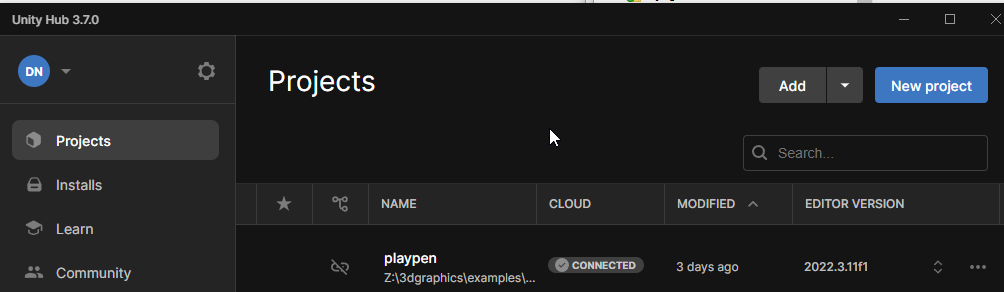 Unity Hub 3.7.0
DN
Projects
Add
New project
Projects
Search...
Installs
NAME
CLOUD
MODIFIED
EDITOR VERSION
Learn
playpen
CONNECTED
3 days ago
2022.3.11f1
Community
Z:\3dgraphics\examples\...